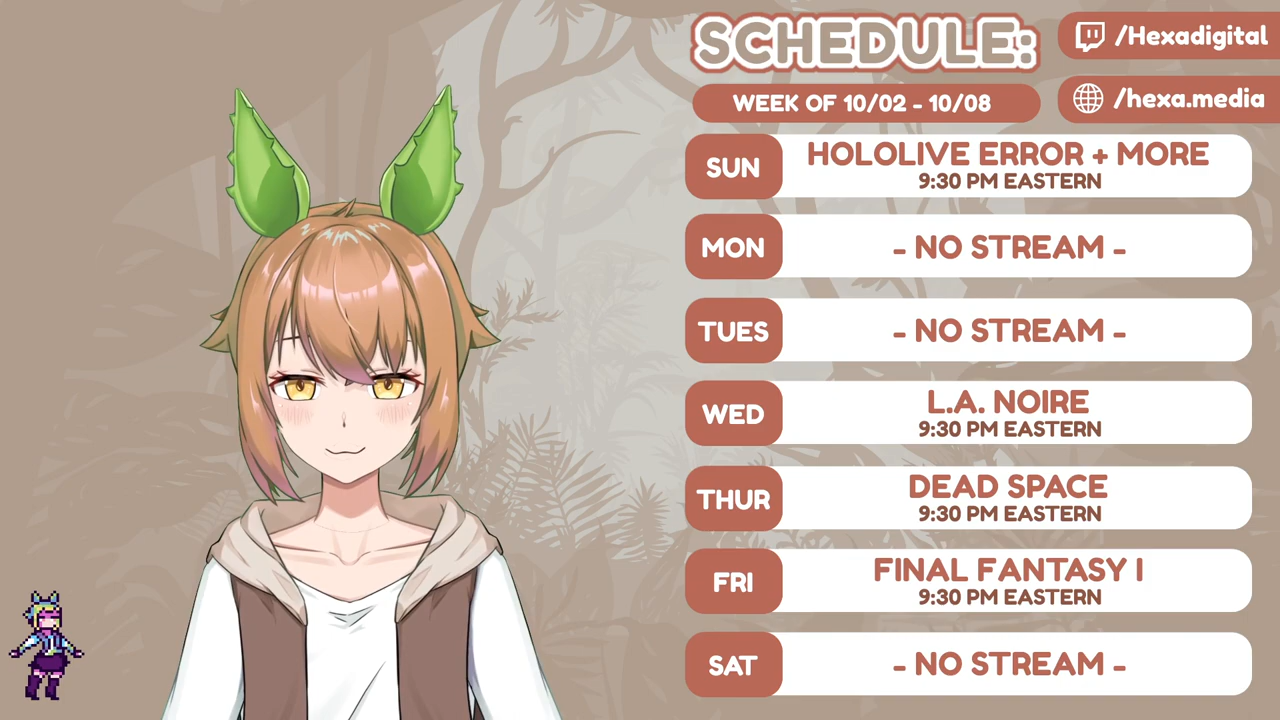 SCHEDULE:
/Hexadigital
WEEK OF 10/02 - 10/08
/hexa.media
SUN
HOLOLIVE ERROR + MORE
9:30 PM EASTERN
MON
- NO STREAM -
TUES
- NO STREAM -
WED
L.A. NOIRE
9:30 PM EASTERN
THUR
DEAD SPACE
9:30 PM EASTERN
FRI
FINAL FANTASY I
9:30 PM EASTERN
SAT
- NO STREAM -